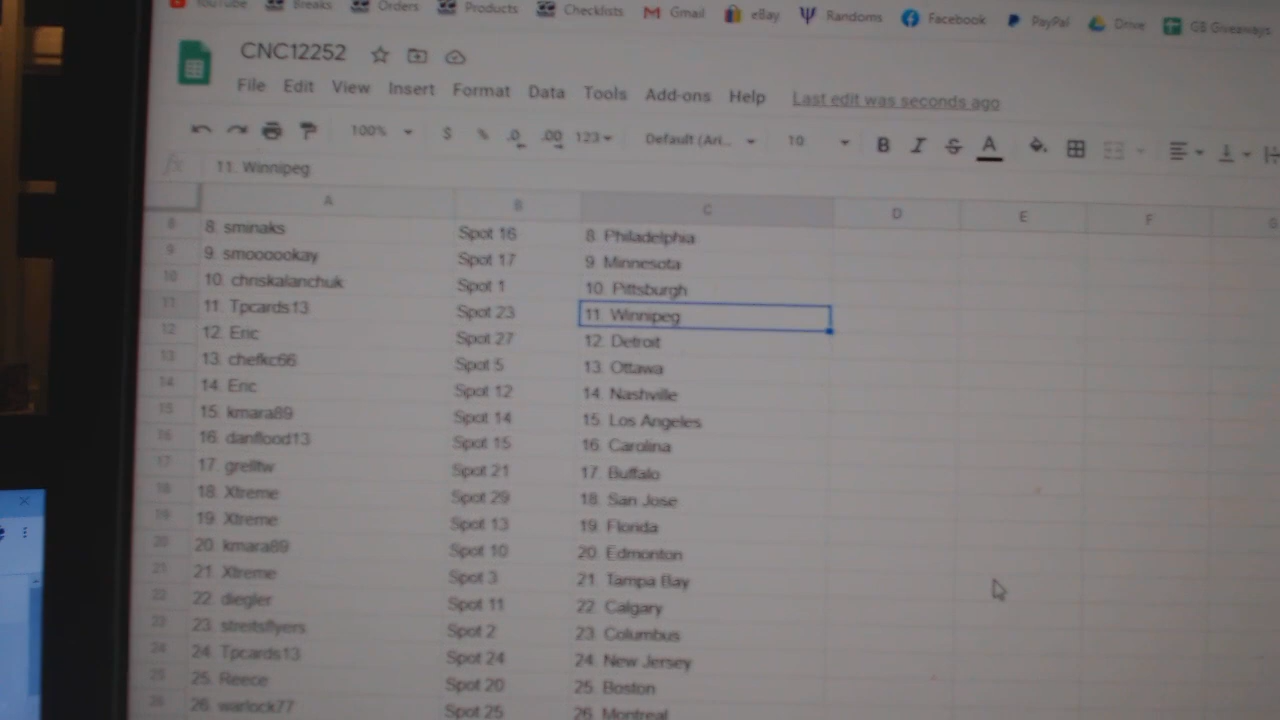 YouTube Breaks Orders Products Checklists Gmail eBay Randoms Facebook PayPal Drive GB Giveaways
CNC12252
File Edit View Insert Format Data Tools Add-ons Help Last edit was seconds ago
100% $ % .0 .00 123 Default (Ari... 10 B I S A
fx 11. Winnipeg
A B C D E F G
8 8. sminaks Spot 16 8. Philadelphia
9 9. smoooookay Spot 17 9. Minnesota
10 10. chriskalanchuk Spot 1 10. Pittsburgh
11 11. Tpcards13 Spot 23 11. Winnipeg
12 12. Eric Spot 27 12. Detroit
13 13. chefkc66 Spot 5 13. Ottawa
14 14. Eric Spot 12 14. Nashville
15 15. kmara89 Spot 14 15. Los Angeles
16 16. danflood13 Spot 15 16. Carolina
17 17. grelltw Spot 21 17. Buffalo
18 18. Xtreme Spot 29 18. San Jose
19 19. Xtreme Spot 13 19. Florida
20 20. kmara89 Spot 10 20. Edmonton
21 21. Xtreme Spot 3 21. Tampa Bay
22 22. diegler Spot 11 22. Calgary
23 23. streitsflyers Spot 2 23. Columbus
24 24. Tpcards13 Spot 24 24. New Jersey
25 25. Reece Spot 20 25. Boston
26 26. warlock77 Spot 25 26. Montreal